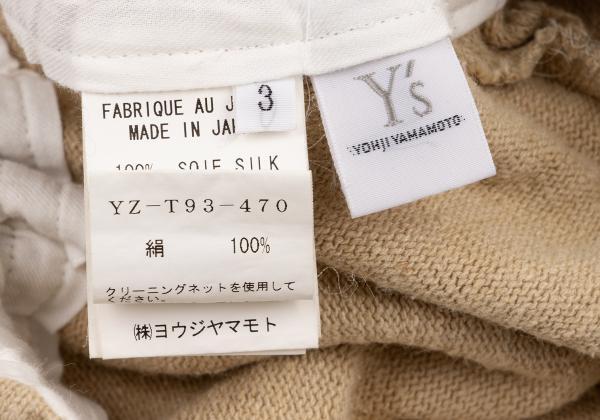 FABRIQUE AU J
MADE IN JA
3
100% SOIE SILK
YZ-T93-470
絹 100%
クリーニングネットを使用して
ください。
㈱ヨウジヤマモト
Y's
YOHJI YAMAMOTO